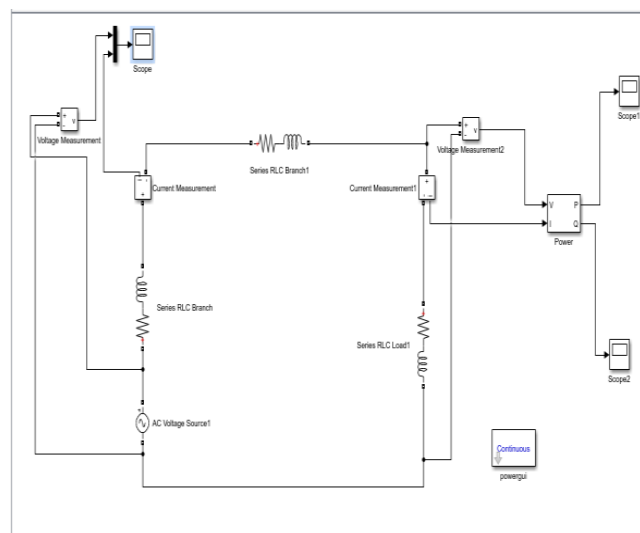 Scope
Scope1
+
-
v
Voltage Measurement
+
-
v
Voltage Measurement2
Series RLC Branch1
Current Measurement
Current Measurement1
V
P
I
Q
Power
Series RLC Branch
Series RLC Load1
Scope2
AC Voltage Source1
Continuous
powergui